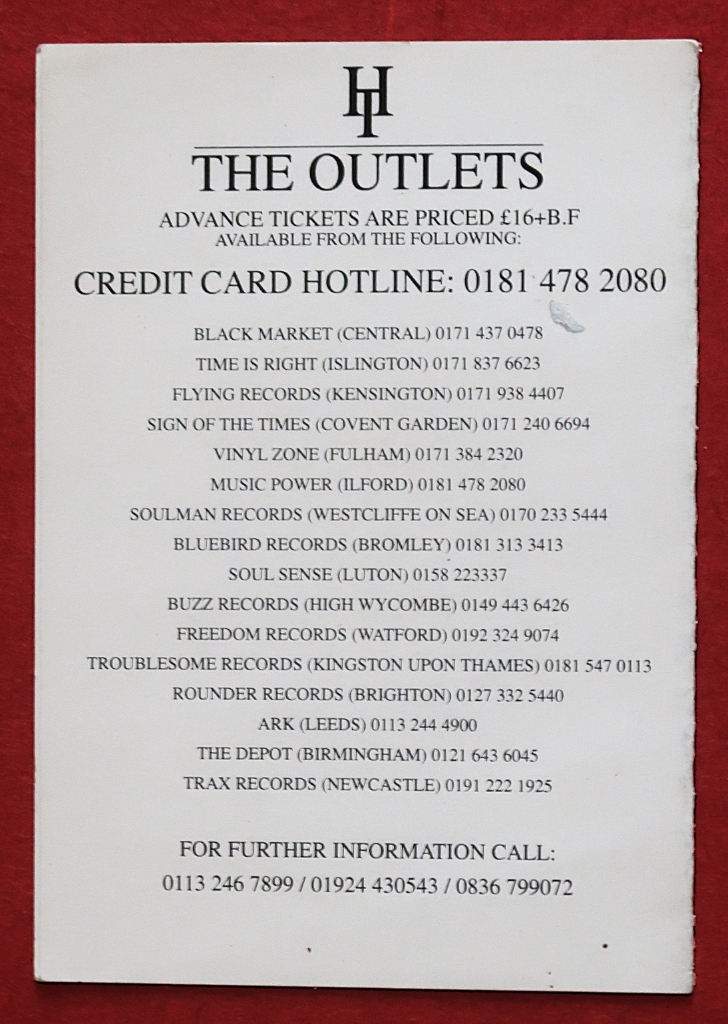 HT
THE OUTLETS
ADVANCE TICKETS ARE PRICED £16+B.F
AVAILABLE FROM THE FOLLOWING:
CREDIT CARD HOTLINE: 0181 478 2080
BLACK MARKET (CENTRAL) 0171 437 0478
TIME IS RIGHT (ISLINGTON) 0171 837 6623
FLYING RECORDS (KENSINGTON) 0171 938 4407
SIGN OF THE TIMES (COVENT GARDEN) 0171 240 6694
VINYL ZONE (FULHAM) 0171 384 2320
MUSIC POWER (ILFORD) 0181 478 2080
SOULMAN RECORDS (WESTCLIFFE ON SEA) 0170 233 5444
BLUEBIRD RECORDS (BROMLEY) 0181 313 3413
SOUL SENSE (LUTON) 0158 223337
BUZZ RECORDS (HIGH WYCOMBE) 0149 443 6426
FREEDOM RECORDS (WATFORD) 0192 324 9074
TROUBLESOME RECORDS (KINGSTON UPON THAMES) 0181 547 0113
ROUNDER RECORDS (BRIGHTON) 0127 332 5440
ARK (LEEDS) 0113 244 4900
THE DEPOT (BIRMINGHAM) 0121 643 6045
TRAX RECORDS (NEWCASTLE) 0191 222 1925
FOR FURTHER INFORMATION CALL:
0113 246 7899 / 01924 430543 / 0836 799072